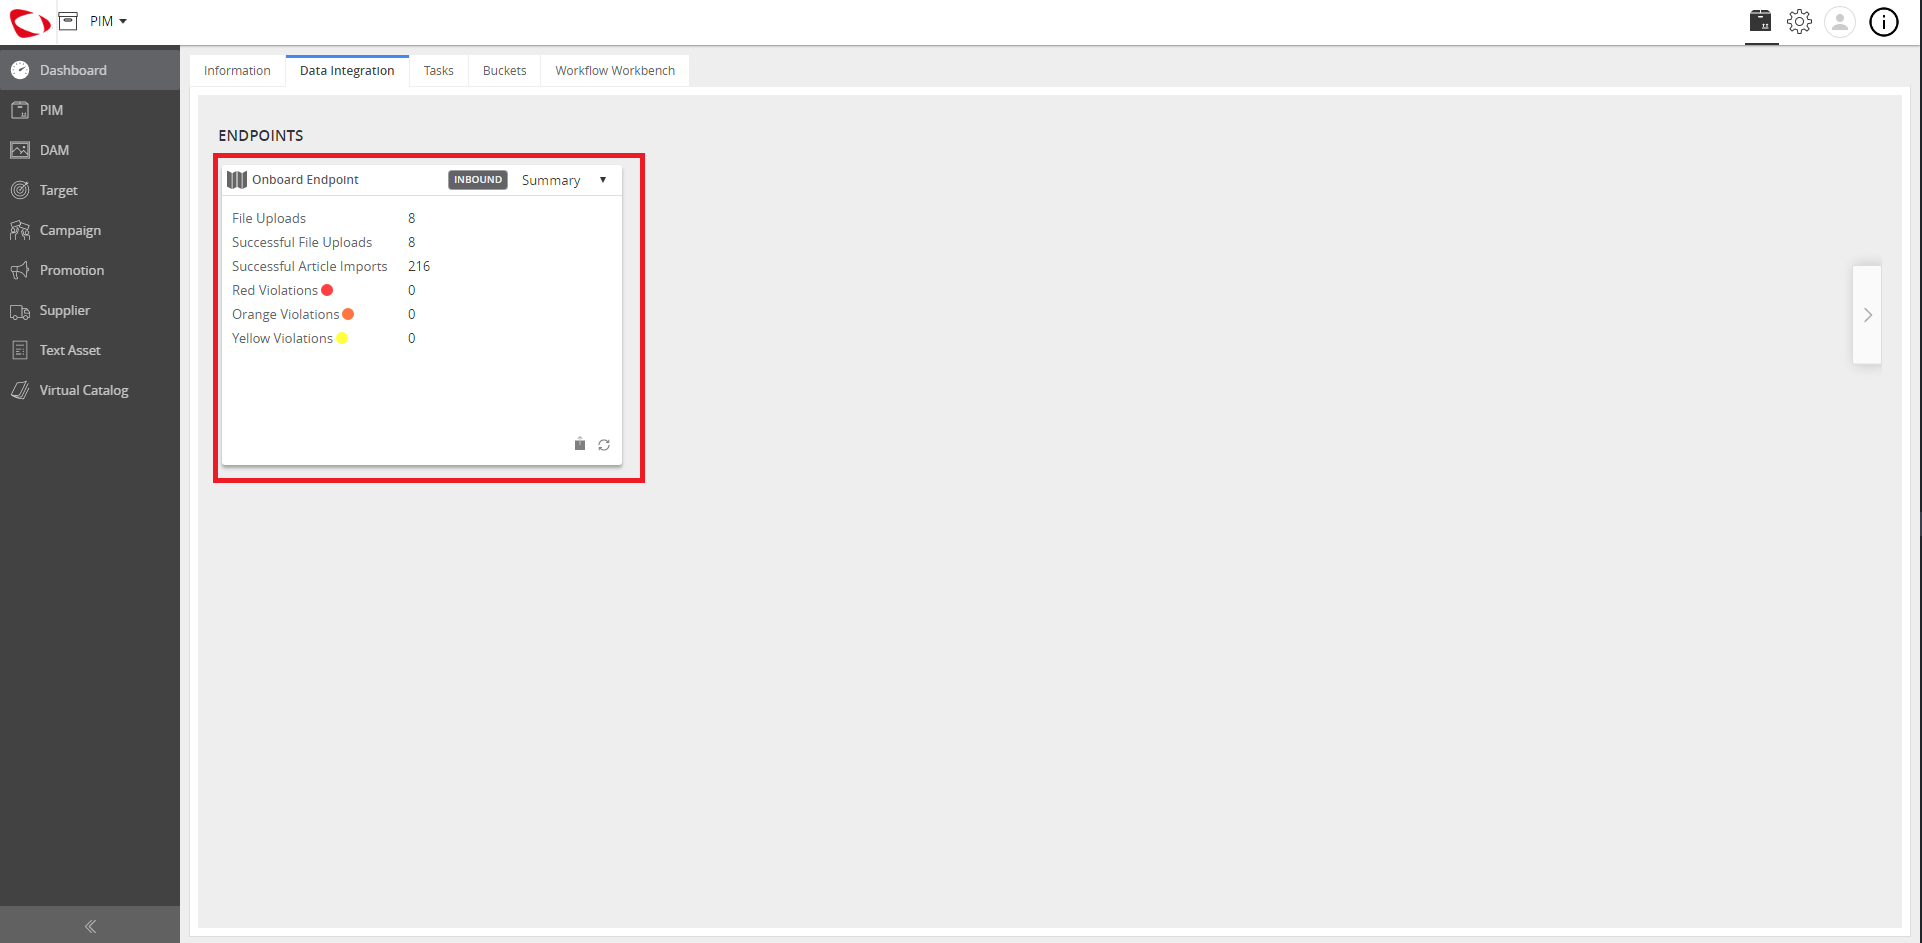 PIM
Dashboard
PIM
DAM
Target
Campaign
Promotion
Supplier
Text Asset
Virtual Catalog
Information Data Integration Tasks Buckets Workflow Workbench
ENDPOINTS
Onboard Endpoint INBOUND Summary
File Uploads 8
Successful File Uploads 8
Successful Article Imports 216
Red Violations 0
Orange Violations 0
Yellow Violations 0